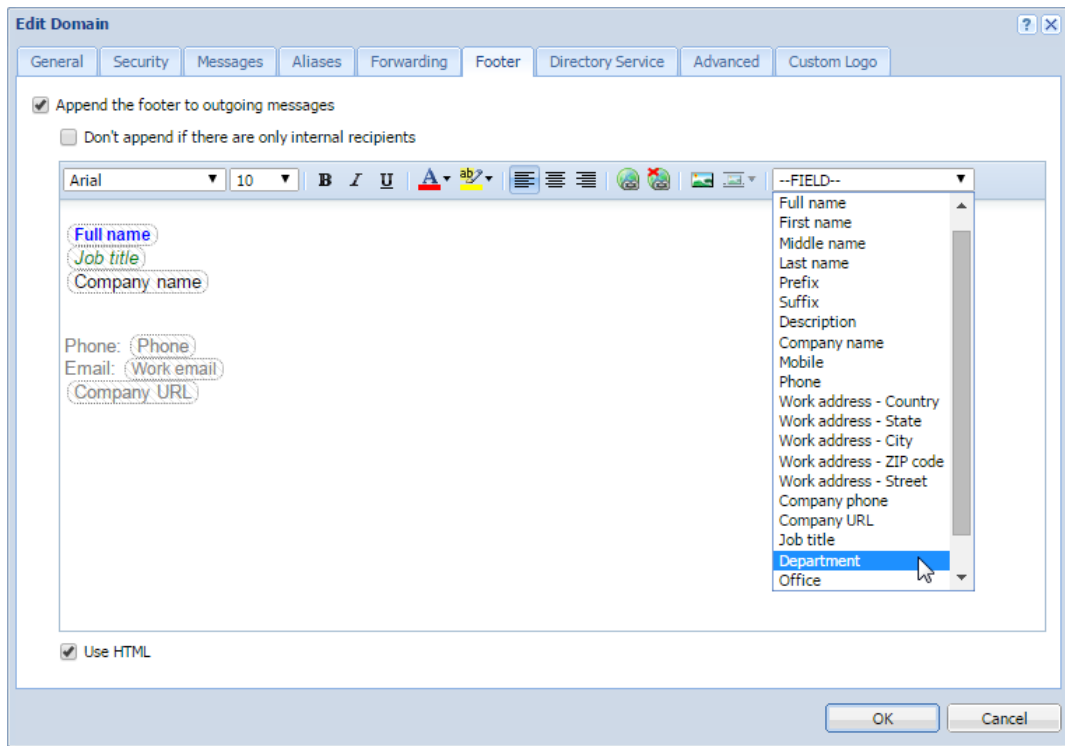 Edit Domain
General Security Messages Aliases Forwarding Footer Directory Service Advanced Custom Logo
Append the footer to outgoing messages
Don't append if there are only internal recipients
Arial 10 B I U A ab --FIELD--
Full name
Job title
Company name
Phone: Phone
Email: Work email
Company URL
Full name
First name
Middle name
Last name
Prefix
Suffix
Description
Company name
Mobile
Phone
Work address - Country
Work address - State
Work address - City
Work address - ZIP code
Work address - Street
Company phone
Company URL
Job title
Department
Office
Use HTML
OK Cancel